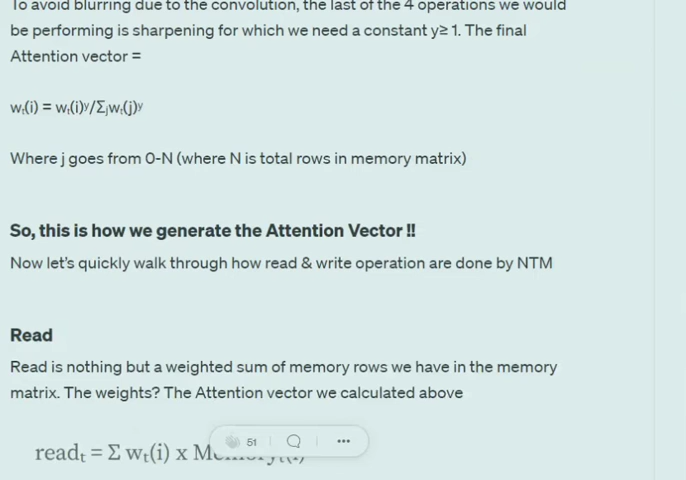 To avoid blurring due to the convolution, the last of the 4 operations we would
be performing is sharpening for which we need a constant y≥ 1. The final
Attention vector =
wₜ(i) = wₜ(i)ʸ/Σⱼwₜ(j)ʸ
Where j goes from 0-N (where N is total rows in memory matrix)
So, this is how we generate the Attention Vector !!
Now let's quickly walk through how read & write operation are done by NTM
Read
Read is nothing but a weighted sum of memory rows we have in the memory
matrix. The weights? The Attention vector we calculated above
51
readₜ = Σ wₜ(i) x